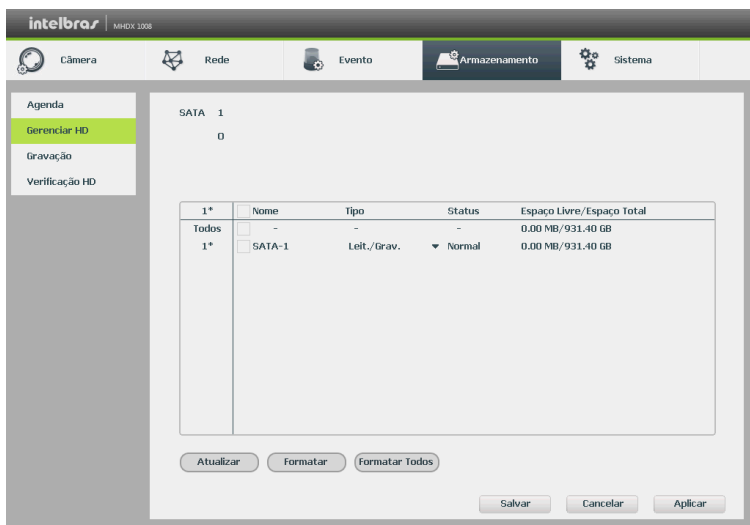 intelbras MHDX 1008
Câmera Rede Evento Armazenamento Sistema
Agenda
Gerenciar HD
Gravação
Verificação HD
SATA 1
0
1* Nome Tipo Status Espaço Livre/Espaço Total
Todos - - - 0.00 MB/931.40 GB
1* SATA-1 Leit./Grav. Normal 0.00 MB/931.40 GB
Atualizar Formatar Formatar Todos
Salvar Cancelar Aplicar